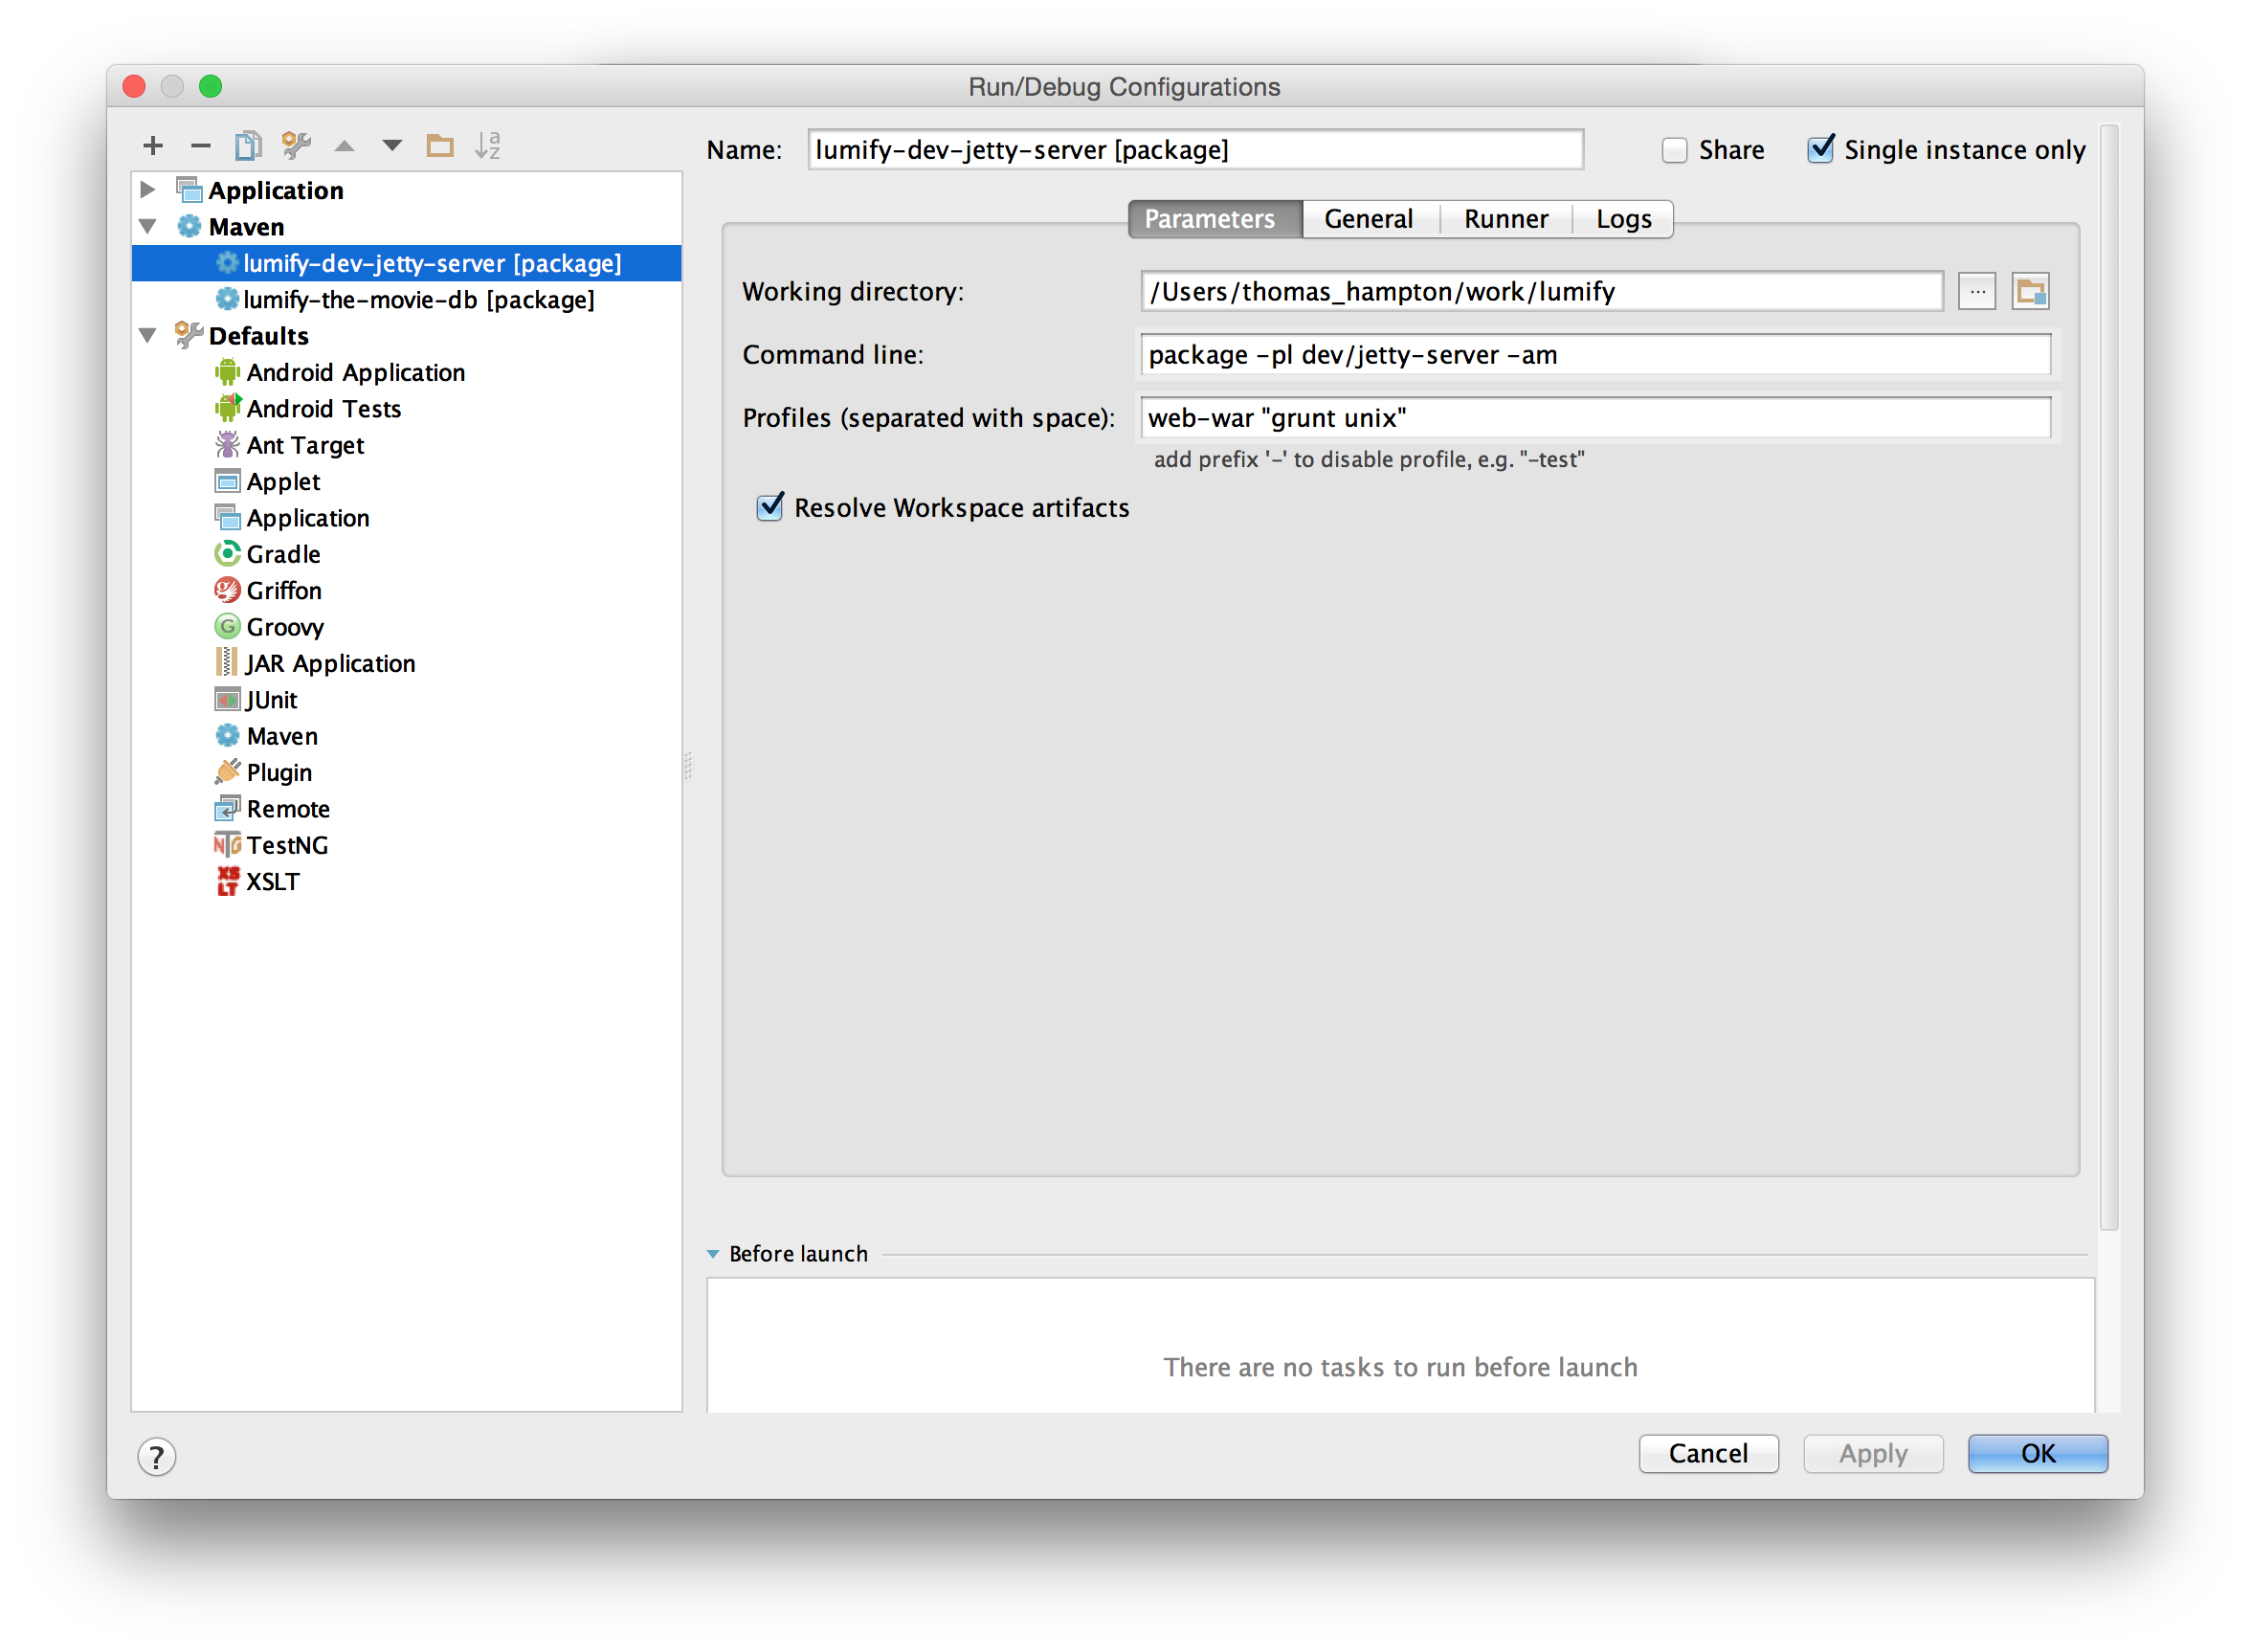 Run/Debug Configurations
Name: lumify-dev-jetty-server [package] Share Single instance only
Application
Maven
lumify-dev-jetty-server [package]
lumify-the-movie-db [package]
Defaults
Android Application
Android Tests
Ant Target
Applet
Application
Gradle
Griffon
Groovy
JAR Application
JUnit
Maven
Plugin
Remote
TestNG
XSLT
Parameters General Runner Logs
Working directory: /Users/thomas_hampton/work/lumify ...
Command line: package -pl dev/jetty-server -am
Profiles (separated with space): web-war "grunt unix"
add prefix '-' to disable profile, e.g. "-test"
Resolve Workspace artifacts
Before launch
There are no tasks to run before launch
? Cancel Apply OK